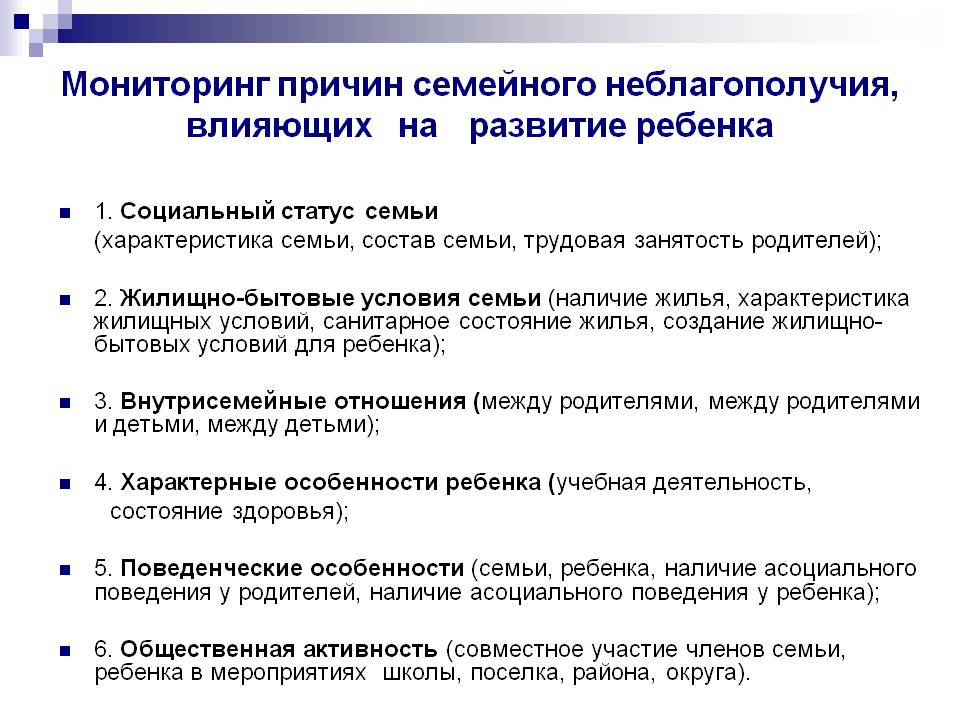 Мониторинг причин семейного неблагополучия,
влияющих на развитие ребенка
1. Социальный статус семьи
(характеристика семьи, состав семьи, трудовая занятость родителей);
2. Жилищно-бытовые условия семьи (наличие жилья, характеристика
жилищных условий, санитарное состояние жилья, создание жилищно-
бытовых условий для ребенка);
3. Внутрисемейные отношения (между родителями, между родителями
и детьми, между детьми);
4. Характерные особенности ребенка (учебная деятельность,
состояние здоровья);
5. Поведенческие особенности (семьи, ребенка, наличие асоциального
поведения у родителей, наличие асоциального поведения у ребенка);
6. Общественная активность (совместное участие членов семьи,
ребенка в мероприятиях школы, поселка, района, округа).